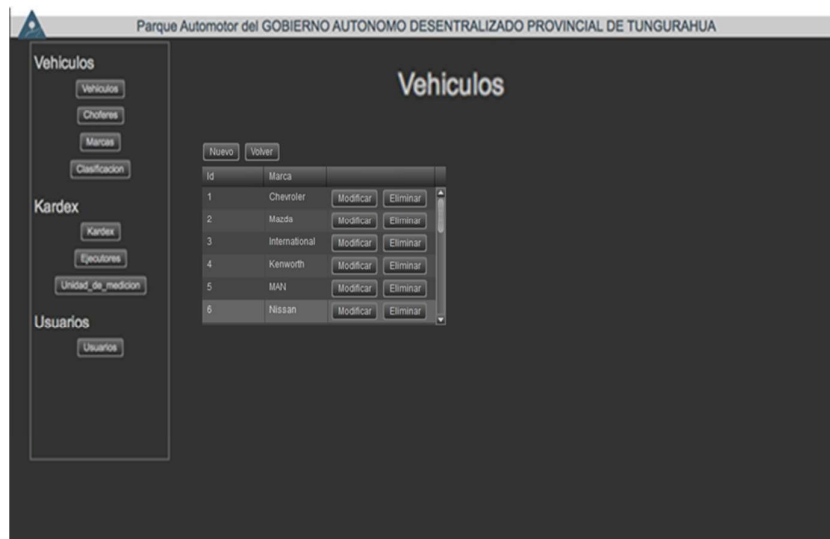 Parque Automotor del GOBIERNO AUTONOMO DESENTRALIZADO PROVINCIAL DE TUNGURAHUA
Vehiculos
Vehiculos
Choferes
Marcas
Clasificacion
Kardex
Kardex
Ejecutores
Unidad_de_medicion
Usuarios
Usuarios
Vehiculos
Nuevo Volver
Id Marca
1 Chevroler Modificar Eliminar
2 Mazda Modificar Eliminar
3 International Modificar Eliminar
4 Kenworth Modificar Eliminar
5 MAN Modificar Eliminar
6 Nissan Modificar Eliminar